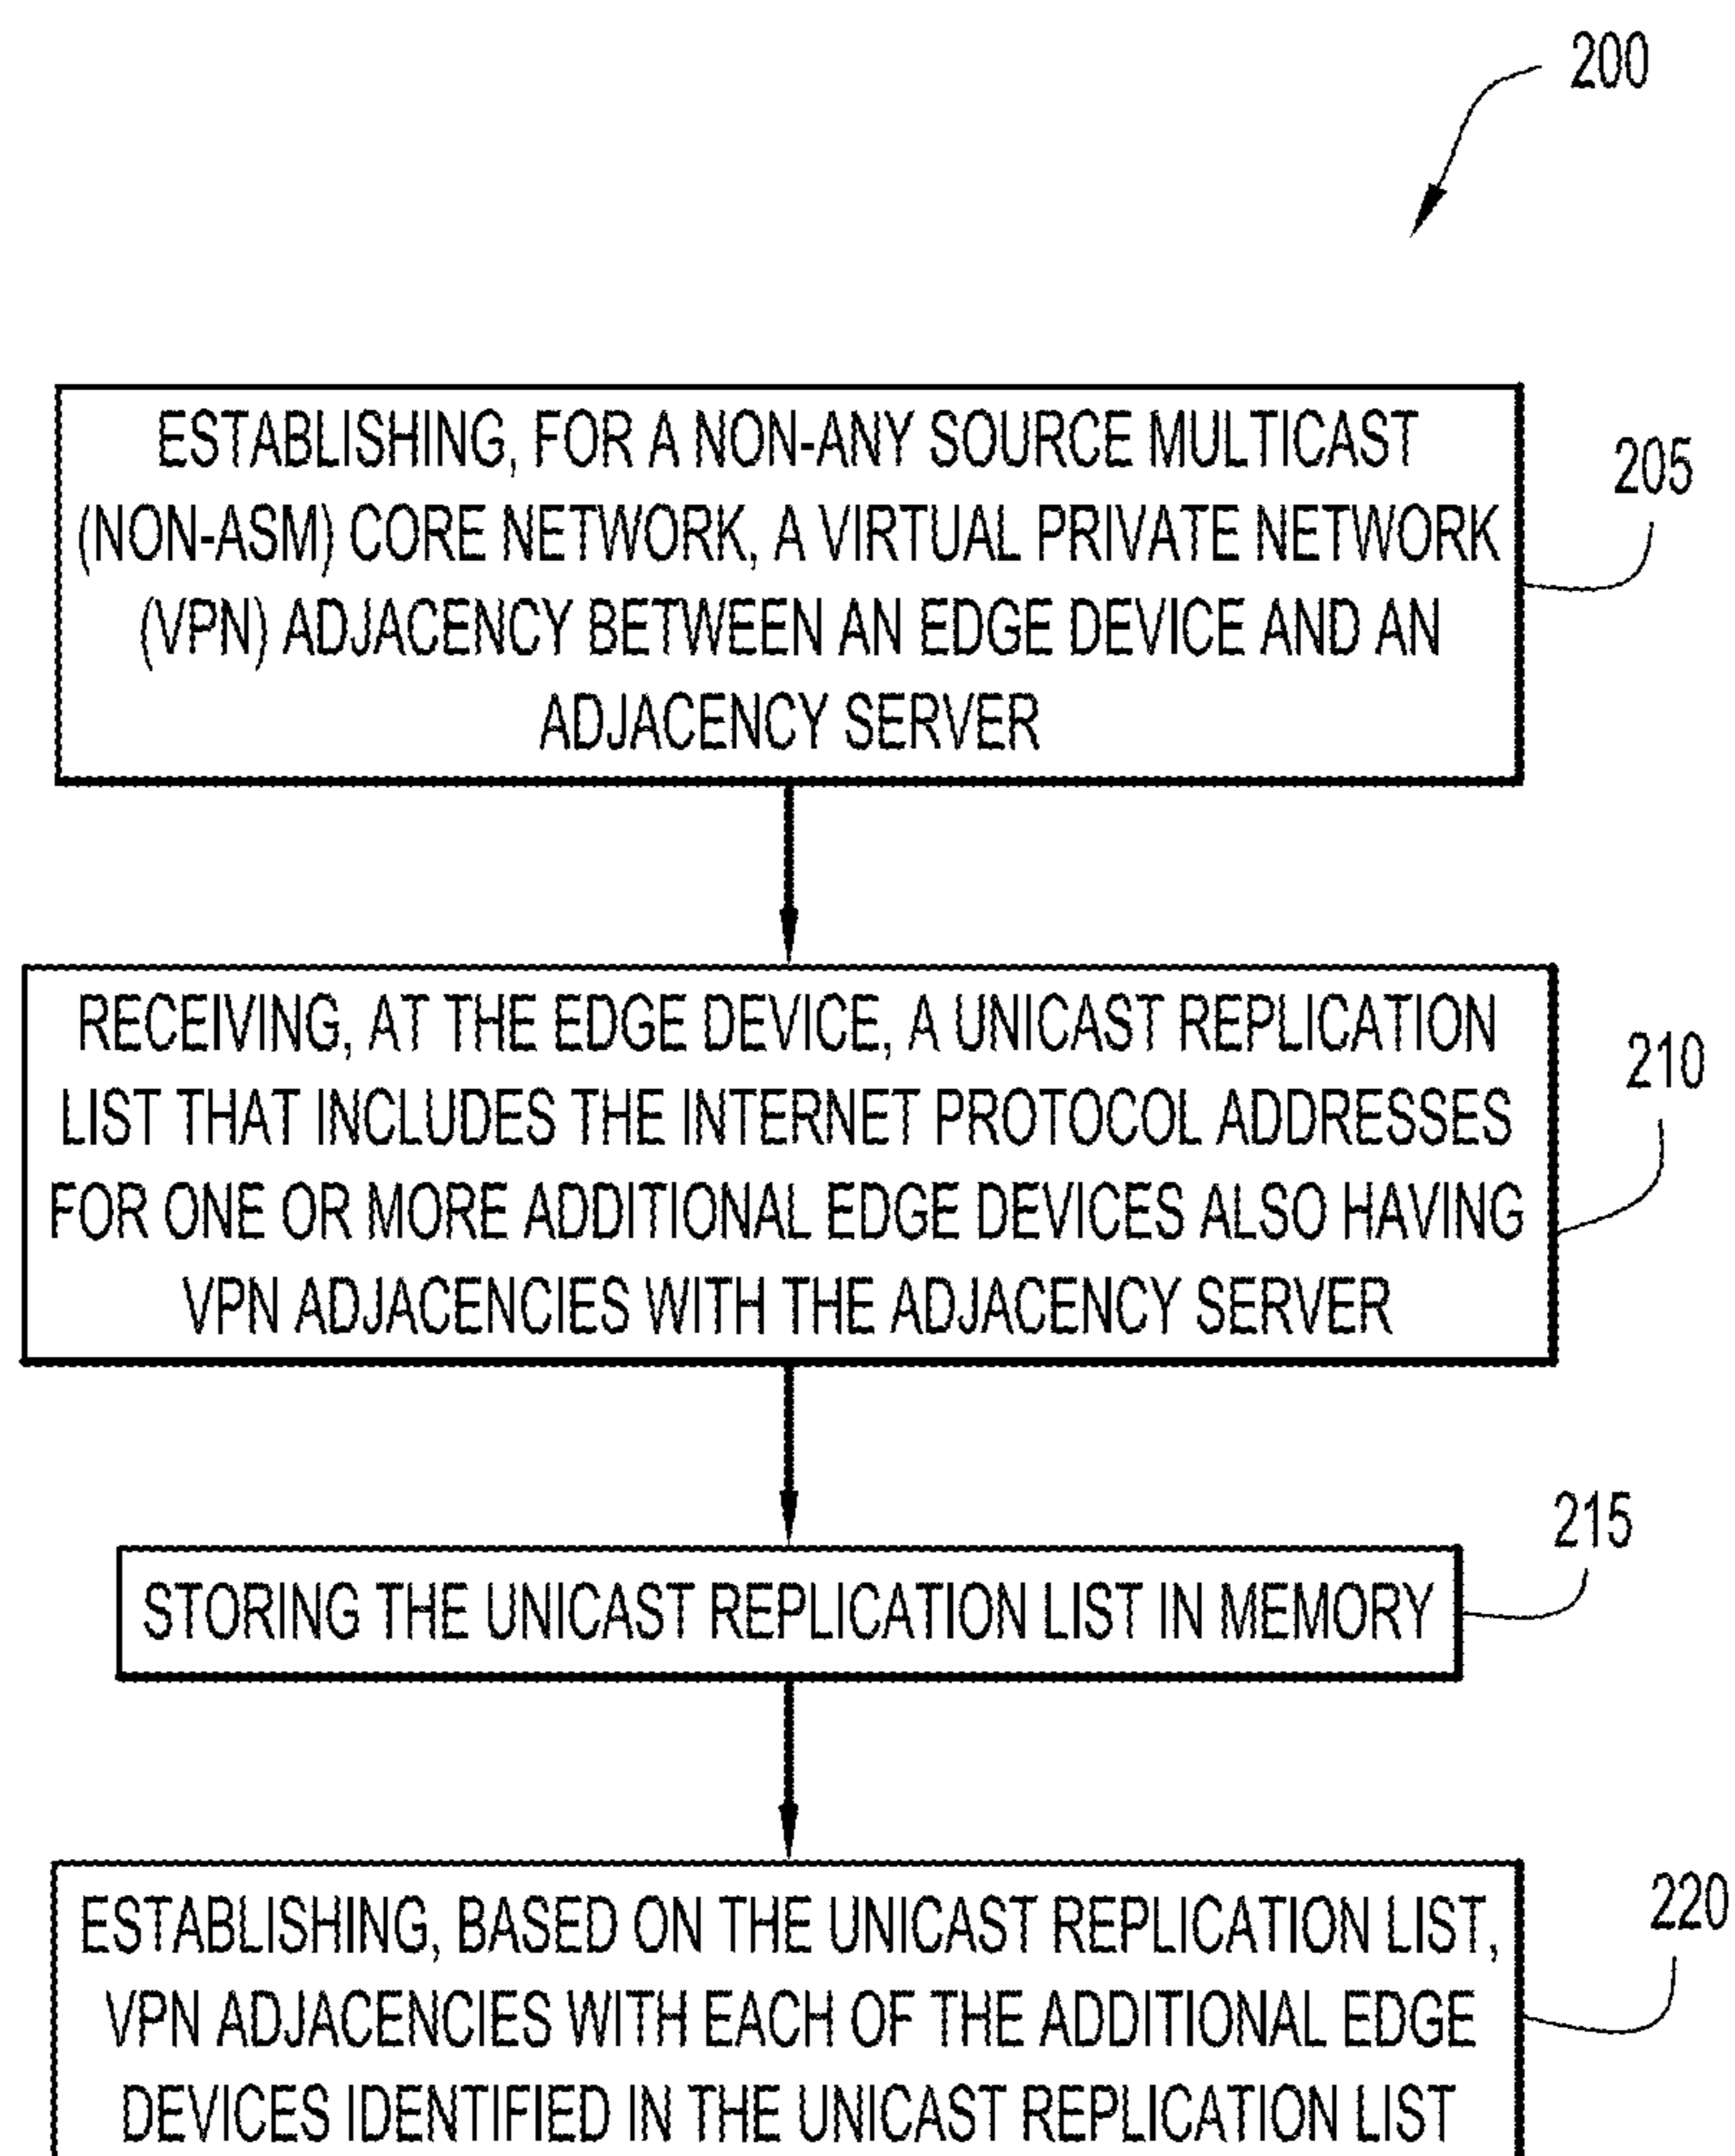 200
ESTABLISHING, FOR A NON-ANY SOURCE MULTICAST
(NON-ASM) CORE NETWORK, A VIRTUAL PRIVATE NETWORK
(VPN) ADJACENCY BETWEEN AN EDGE DEVICE AND AN
ADJACENCY SERVER
205
RECEIVING, AT THE EDGE DEVICE, A UNICAST REPLICATION
LIST THAT INCLUDES THE INTERNET PROTOCOL ADDRESSES
FOR ONE OR MORE ADDITIONAL EDGE DEVICES ALSO HAVING
VPN ADJACENCIES WITH THE ADJACENCY SERVER
210
STORING THE UNICAST REPLICATION LIST IN MEMORY
215
ESTABLISHING, BASED ON THE UNICAST REPLICATION LIST,
VPN ADJACENCIES WITH EACH OF THE ADDITIONAL EDGE
DEVICES IDENTIFIED IN THE UNICAST REPLICATION LIST
220